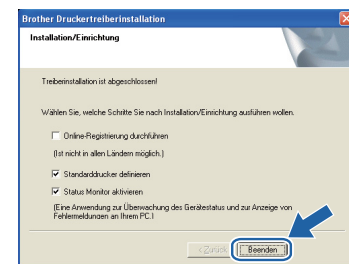 Brother Druckertreiberinstallation
Installation/Einrichtung
Treiberinstallation ist abgeschlossen!
Wählen Sie, welche Schritte Sie nach Installation/Einrichtung ausführen wollen.
Online-Registrierung durchführen
(Ist nicht in allen Ländern möglich.)
Standarddrucker definieren
Status Monitor aktivieren
(Eine Anwendung zur Überwachung des Gerätestatus und zur Anzeige von
Fehlermeldungen an Ihrem PC.)
< Zurück
Beenden